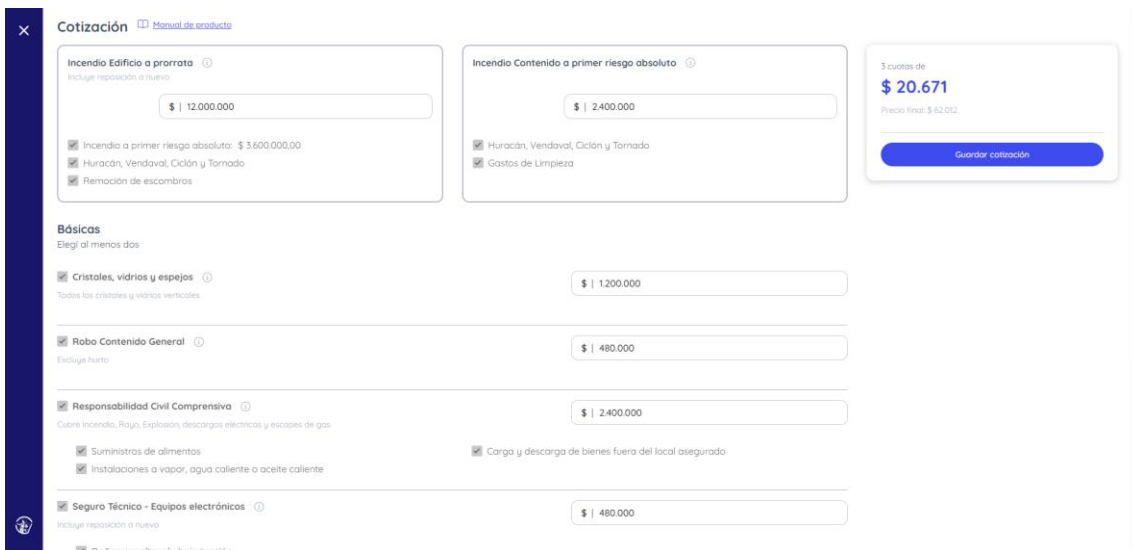 Cotización Manual de producto
Incendio Edificio a prorrata
Incluye reposición a nuevo
$ | 12.000.000
Incendio a primer riesgo absoluto: $ 3.600.000,00
Huracán, Vendaval, Ciclón y Tornado
Remoción de escombros
Incendio Contenido a primer riesgo absoluto
$ | 2.400.000
Huracán, Vendaval, Ciclón y Tornado
Gastos de Limpieza
3 cuotas de
$ 20.671
Precio final: $ 62.012
Guardar cotización
Básicas
Elegí al menos dos
Cristales, vidrios y espejos
$ | 1.200.000
Todos los cristales y vidrios verticales
Robo Contenido General
$ | 480.000
Excluye hurto
Responsabilidad Civil Comprensiva
$ | 2.400.000
Cubre Incendio, Rayo, Explosión, descargas eléctricas y escapes de gas
Suministros de alimentos
Carga y descarga de bienes fuera del local asegurado
Instalaciones a vapor, agua caliente o aceite caliente
Seguro Técnico - Equipos electrónicos
$ | 480.000
Incluye reposición a nuevo